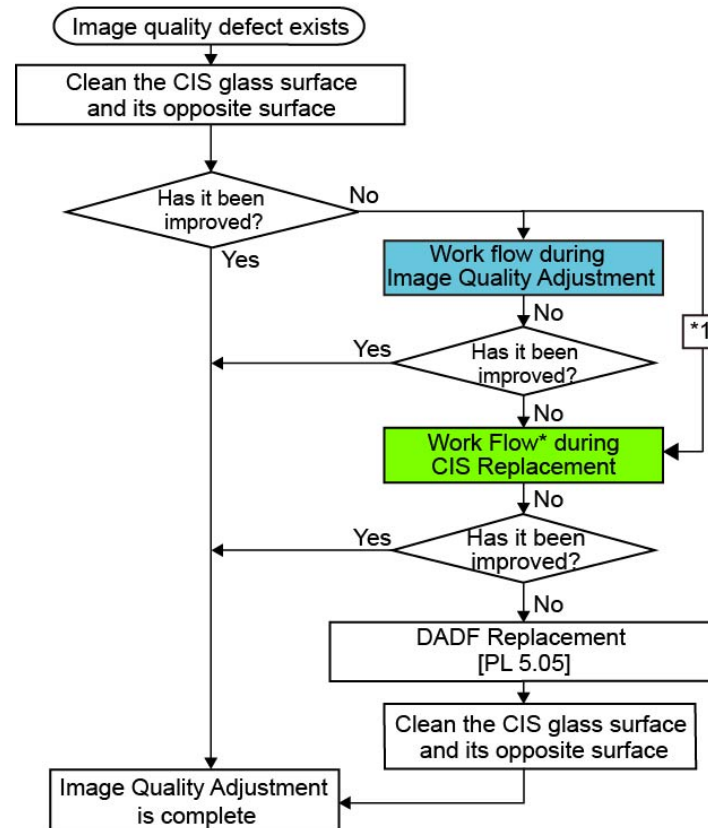 Image quality defect exists
Clean the CIS glass surface
and its opposite surface
Has it been
improved?
No
Yes
Work flow during
Image Quality Adjustment
*1
No
Has it been
improved?
Yes
No
Work Flow* during
CIS Replacement
No
Has it been
improved?
Yes
No
DADF Replacement
[PL 5.05]
Clean the CIS glass surface
and its opposite surface
Image Quality Adjustment
is complete